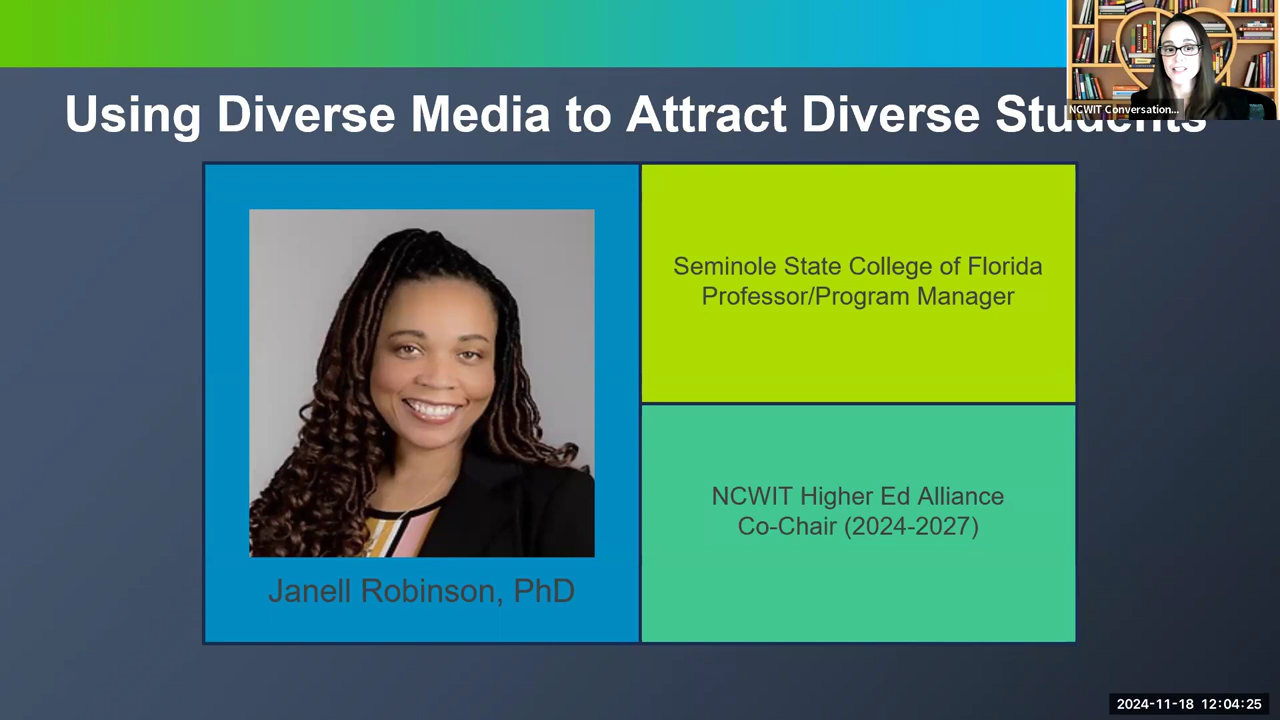 Using Diverse Media to Attract Diverse Students
NCWIT Conversation...
Seminole State College of Florida
Professor/Program Manager
NCWIT Higher Ed Alliance
Co-Chair (2024-2027)
Janell Robinson, PhD
2024-11-18 12:04:25